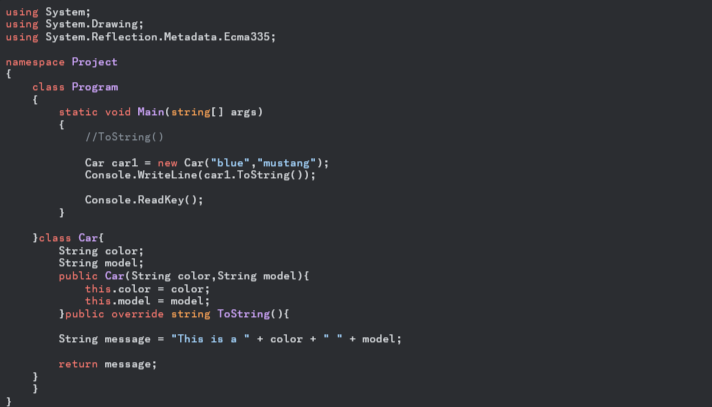 using System;
using System.Drawing;
using System.Reflection.Metadata.Ecma335;
namespace Project
{
class Program
{
static void Main(string[] args)
{
//ToString()
Car car1 = new Car("blue","mustang");
Console.WriteLine(car1.ToString());
Console.ReadKey();
}
}class Car{
String color;
String model;
public Car(String color,String model){
this.color = color;
this.model = model;
}public override string ToString(){
String message = "This is a " + color + " " + model;
return message;
}
}
}